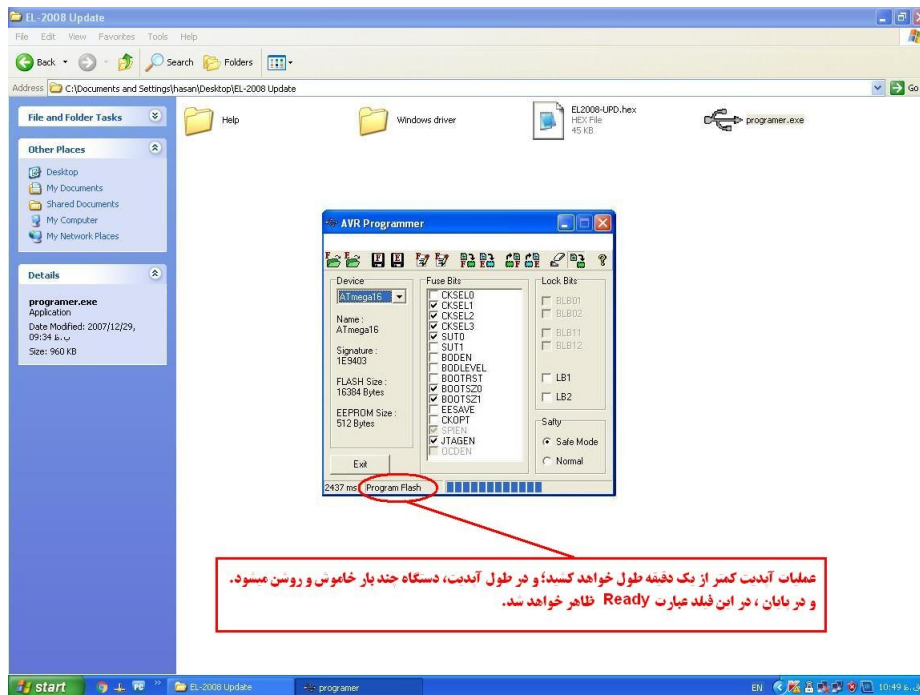 EL-2008 Update
File Edit View Favorites Tools Help
Back Search Folders
Address C:\Documents and Settings\hasan\Desktop\EL-2008 Update Go
File and Folder Tasks
Other Places
Desktop
My Documents
Shared Documents
My Computer
My Network Places
Details
programer.exe
Application
Date Modified: 2007/12/29,
09:34 ب.ظ
Size: 960 KB
Help
Windows driver
EL2008-UPD.hex
HEX File
45 KB
programer.exe
AVR Programmer
Device
ATmega16
Name :
ATmega16
Signature :
1E9403
FLASH Size :
16384 Bytes
EEPROM Size :
512 Bytes
Exit
Fuse Bits
CKSEL0
CKSEL1
CKSEL2
CKSEL3
SUT0
SUT1
BODEN
BODLEVEL
BOOTRST
BOOTSZ0
BOOTSZ1
EESAVE
CKOPT
SPIEN
JTAGEN
OCDEN
Lock Bits
BLB01
BLB02
BLB11
BLB12
LB1
LB2
Safty
Safe Mode
Normal
2437 ms Program Flash
عملیات آپدیت کمتر از یک دقیقه طول خواهد کشید؛ و در طول آپدیت، دستگاه چند بار خاموش و روشن میشود.
و در پایان ، در این فیلد عبارت Ready ظاهر خواهد شد.
start EL-2008 Update programer EN 10:49 ب.ظ